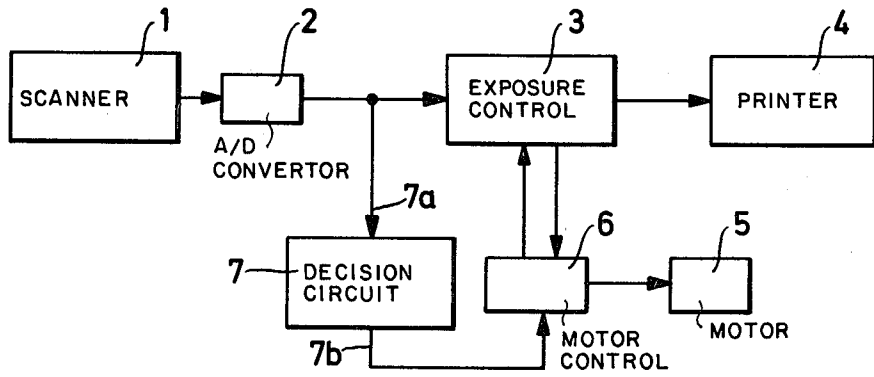 1
2
3
4
SCANNER
A/D
CONVERTOR
EXPOSURE
CONTROL
PRINTER
7a
7
DECISION
CIRCUIT
6
5
MOTOR
CONTROL
MOTOR
7b